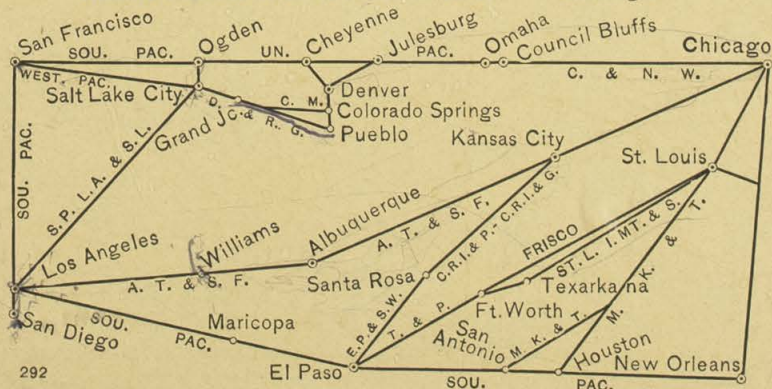 San Francisco
SOU. PAC.
Ogden
UN.
Cheyenne
Julesburg
PAC.
Omaha
Council Bluffs
Chicago
WEST. PAC.
Salt Lake City
Denver
C. & N. W.
D. & R. G.
C. M.
Colorado Springs
Grand Jc.
Pueblo
Kansas City
St. Louis
SOU. PAC.
S. P. L. A. & S. L.
Albuquerque
Williams
Los Angeles
A. T. & S. F.
A. T. & S. F.
C. R. I. & P. - C. R. I. & G.
FRISCO
ST. L. I. MT. & S.
M. K. & T.
Santa Rosa
Texarkana
Ft. Worth
San Diego
SOU. PAC.
Maricopa
E. P. & S. W.
T. & P.
San Antonio
M. K. & T.
Houston
New Orleans
292
El Paso
SOU. PAC.